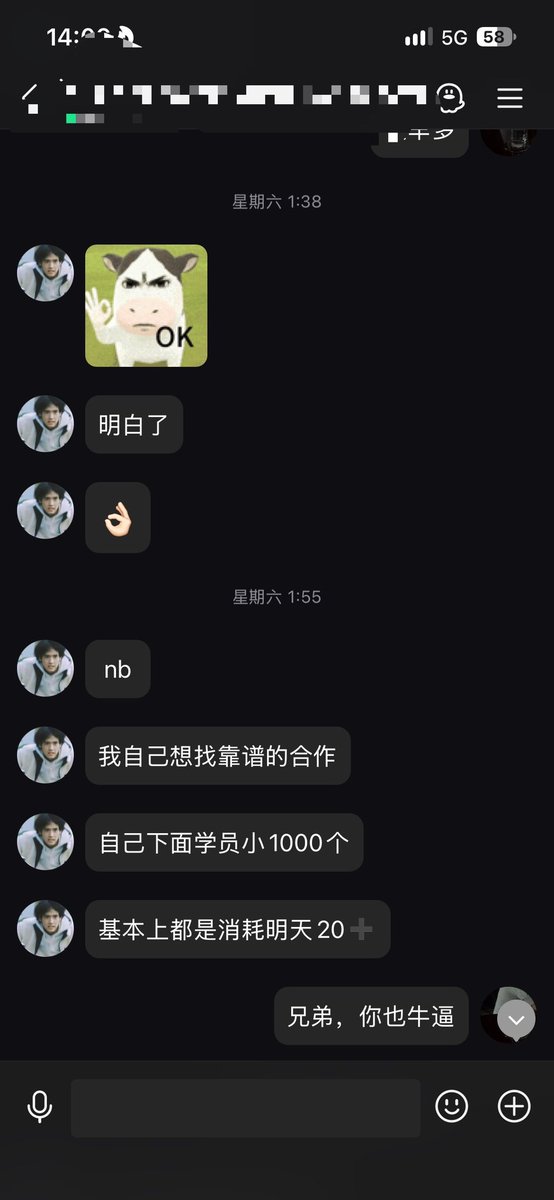 5G
58
星期六 1:38
OK
明白了
星期六 1:55
nb
我自己想找靠谱的合作
自己下面学员小1000个
基本上都是消耗明天20➕
兄弟，你也牛逼